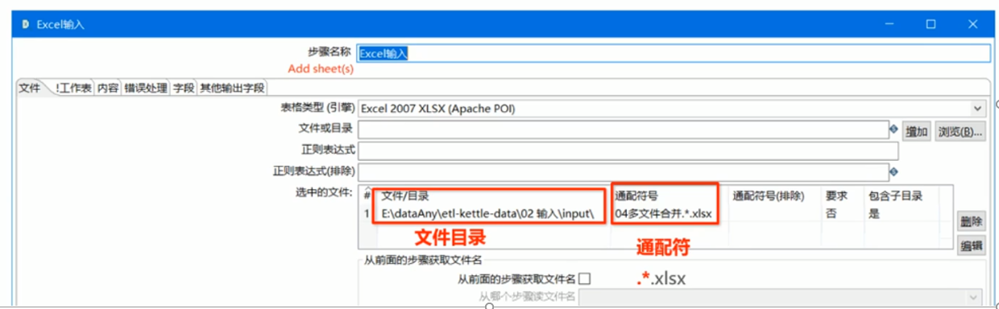 Excel输入
步骤名称 Excel输入
Add sheet(s)
文件 !工作表 内容 错误处理 字段 其他输出字段
表格类型 (引擎) Excel 2007 XLSX (Apache POI)
文件或目录 增加 浏览(B)...
正则表达式
正则表达式(排除)
选中的文件: # 文件/目录 通配符号 通配符号(排除) 要求 包含子目录
1 E:\dataAny\etl-kettle-data\02 输入\input\ 04多文件合并.*.xlsx 否 是
删除
文件目录 通配符 编辑
从前面的步骤获取文件名
从前面的步骤获取文件名 .*.xlsx
从哪个步骤读文件名